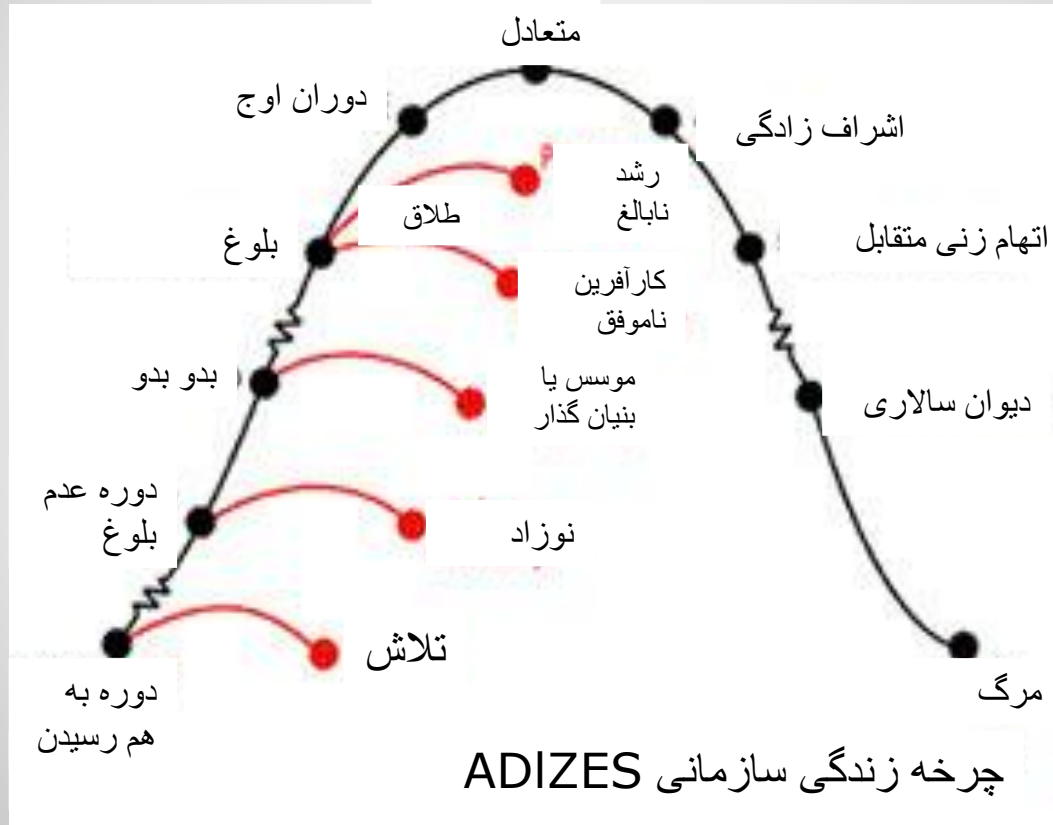 متعادل
دوران اوج
اشراف زادگی
رشد
نابالغ
طلاق
بلوغ
اتهام زنی متقابل
کارآفرین
ناموفق
بدو بدو
موسس یا
بنیان گذار
دیوان سالاری
دوره عدم
بلوغ
نوزاد
تلاش
دوره به
هم رسیدن
مرگ
چرخه زندگی سازمانی ADIZES